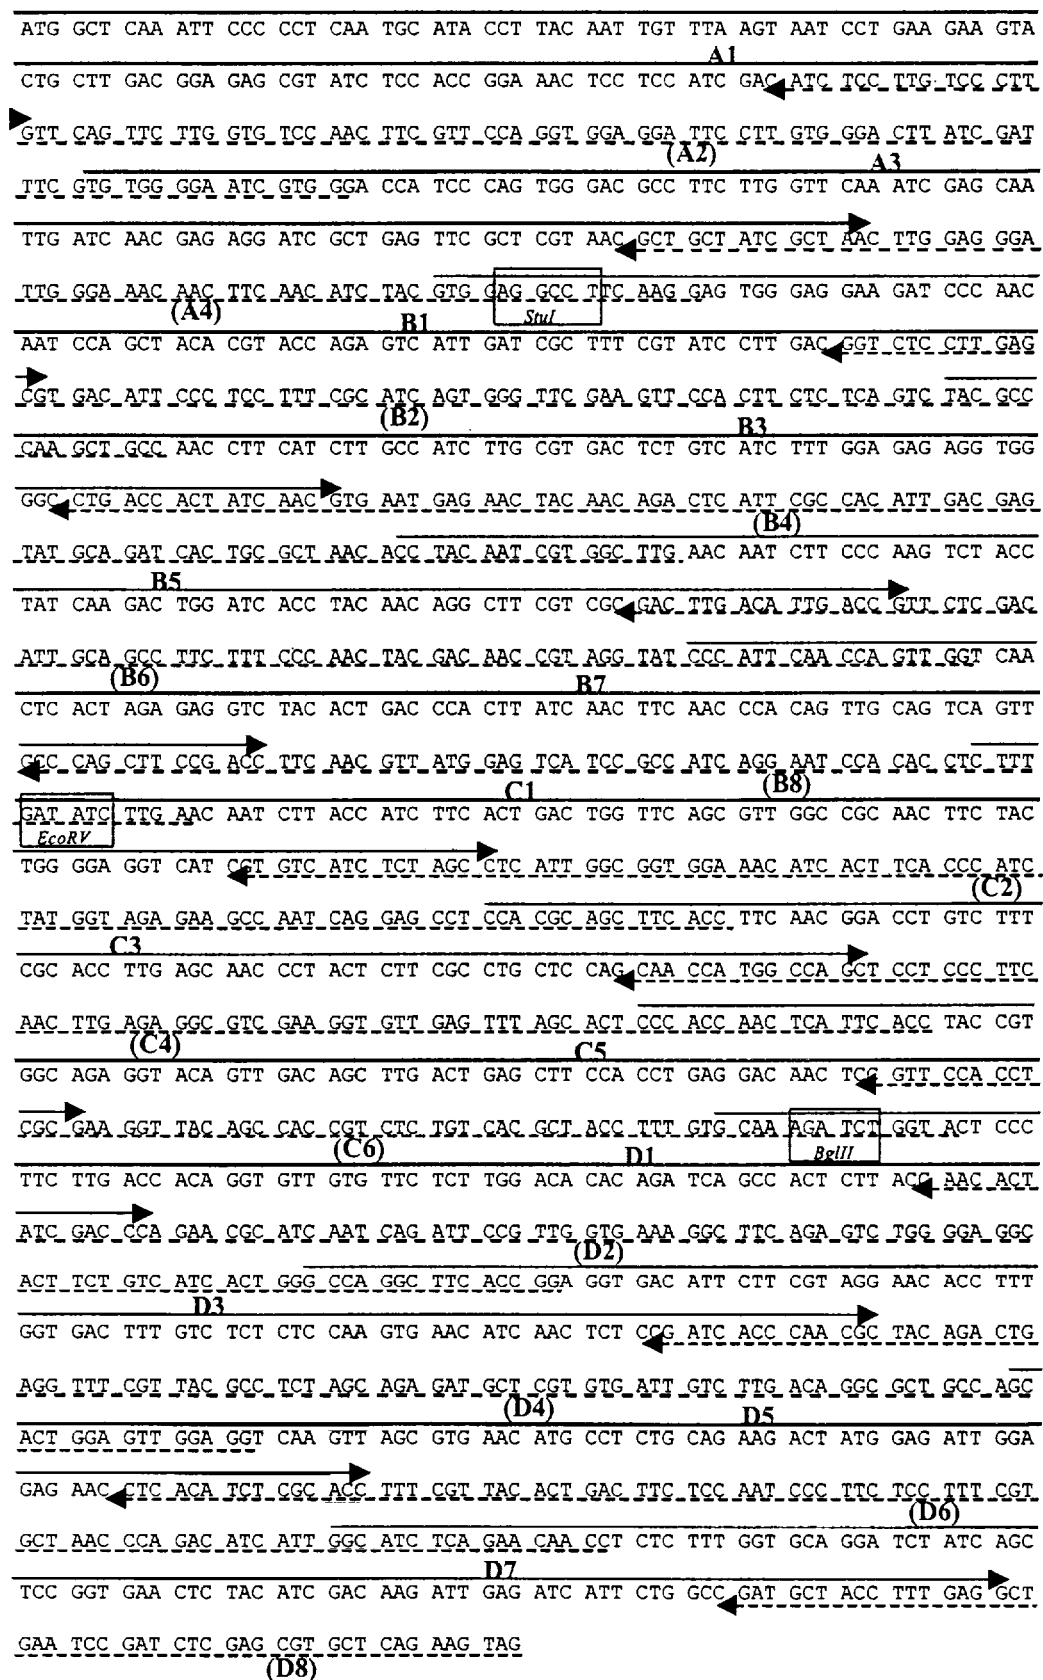 ATG GCT CAA ATT CCC CCT CAA TGC ATA CCT TAC AAT TGT TTA AGT AAT CCT GAA GAA GTA
A1
CTG CTT GAC GGA GAG CGT ATC TCC ACC GGA AAC TCC TCC ATC GAC ATC TCC TTG TCC CTT
GTT CAG TTC TTG GTG TCC AAC TTC GTT CCA GGT GGA GGA TTC CTT GTG GGA CTT ATC GAT
(A2) A3
TTC GTG TGG GGA ATC GTG GGA CCA TCC CAG TGG GAC GCC TTC TTG GTT CAA ATC GAG CAA
TTG ATC AAC GAG AGG ATC GCT GAG TTC GCT CGT AAC GCT GCT ATC GCT AAC TTG GAG GGA
TTG GGA AAC AAC TTC AAC ATC TAC GTG GAG GCC TTC AAG GAG TGG GAG GAA GAT CCC AAC
(A4) StuI
B1
AAT CCA GCT ACA CGT ACC AGA GTC ATT GAT CGC TTT CGT ATC CTT GAC GGT CTC CTT GAG
CGT GAC ATT CCC TCC TTT CGC ATC AGT GGG TTC GAA GTT CCA CTT CTC TCA GTC TAC GCC
(B2) B3
CAA GCT GCC AAC CTT CAT CTT GCC ATC TTG CGT GAC TCT GTC ATC TTT GGA GAG AGG TGG
GGC CTG ACC ACT ATC AAC GTG AAT GAG AAC TAC AAC AGA CTC ATT CGC CAC ATT GAC GAG
(B4)
TAT GCA GAT CAC TGC GCT AAC ACC TAC AAT CGT GGC TTG AAC AAT CTT CCC AAG TCT ACC
B5
TAT CAA GAC TGG ATC ACC TAC AAC AGG CTT CGT CGC GAC TTG ACA TTG ACC GTT CTC GAC
ATT GCA GCC TTC TTT CCC AAC TAC GAC AAC CGT AGG TAT CCC ATT CAA CCA GTT GGT CAA
(B6) B7
CTC ACT AGA GAG GTC TAC ACT GAC CCA CTT ATC AAC TTC AAC CCA CAG TTG CAG TCA GTT
GCC CAG CTT CCG ACC TTC AAC GTT ATG GAG TCA TCC GCC ATC AGG AAT CCA CAC CTC TTT
C1 (B8)
GAT ATC TTG AAC AAT CTT ACC ATC TTC ACT GAC TGG TTC AGC GTT GGC CGC AAC TTC TAC
EcoRV
TGG GGA GGT CAT CGT GTC ATC TCT AGC CTC ATT GGC GGT GGA AAC ATC ACT TCA CCC ATC
(C2)
TAT GGT AGA GAA GCC AAT CAG GAG CCT CCA CGC AGC TTC ACC TTC AAC GGA CCT GTC TTT
C3
CGC ACC TTG AGC AAC CCT ACT CTT CGC CTG CTC CAG CAA CCA TGG CCA GCT CCT CCC TTC
AAC TTG AGA GGC GTC GAA GGT GTT GAG TTT AGC ACT CCC ACC AAC TCA TTC ACC TAC CGT
(C4) C5
GGC AGA GGT ACA GTT GAC AGC TTG ACT GAG CTT CCA CCT GAG GAC AAC TCG GTT CCA CCT
CGC GAA GGT TAC AGC CAC CGT CTC TGT CAC GCT ACC TTT GTG CAA AGA TCT GGT ACT CCC
(C6) BglII
D1
TTC TTG ACC ACA GGT GTT GTG TTC TCT TGG ACA CAC AGA TCA GCC ACT CTT ACC AAC ACT
ATC GAC CCA GAA CGC ATC AAT CAG ATT CCG TTG GTG AAA GGC TTC AGA GTC TGG GGA GGC
(D2)
ACT TCT GTC ATC ACT GGG CCA GGC TTC ACC GGA GGT GAC ATT CTT CGT AGG AAC ACC TTT
D3
GGT GAC TTT GTC TCT CTC CAA GTG AAC ATC AAC TCT CCG ATC ACC CAA CGC TAC AGA CTG
AGG TTT CGT TAC GCC TCT AGC AGA GAT GCT CGT GTG ATT GTC TTG ACA GGC GCT GCC AGC
(D4) D5
ACT GGA GTT GGA GGT CAA GTT AGC GTG AAC ATG CCT CTG CAG AAG ACT ATG GAG ATT GGA
GAG AAC CTC ACA TCT CGC ACC TTT CGT TAC ACT GAC TTC TCC AAT CCC TTC TCC TTT CGT
(D6)
GCT AAC CCA GAC ATC ATT GGC ATC TCA GAA CAA CCT CTC TTT GGT GCA GGA TCT ATC AGC
D7
TCC GGT GAA CTC TAC ATC GAC AAG ATT GAG ATC ATT CTG GCC GAT GCT ACC TTT GAG GCT
GAA TCC GAT CTC GAG CGT GCT CAG AAG TAG
(D8)